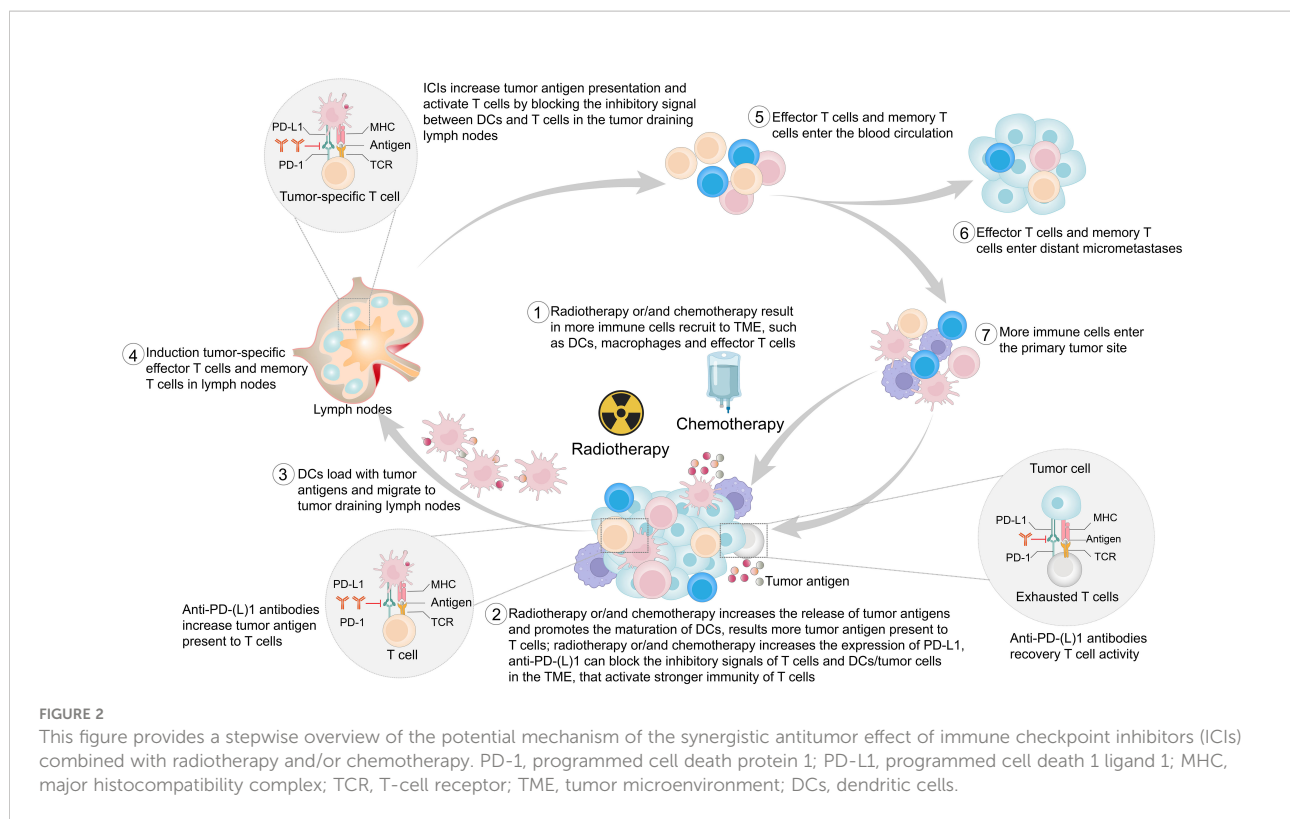 ICIs increase tumor antigen presentation and
activate T cells by blocking the inhibitory signal
between DCs and T cells in the tumor draining
lymph nodes
PD-L1
MHC
Antigen
PD-1
TCR
Tumor-specific T cell
5
Effector T cells and memory T
cells enter the blood circulation
6
Effector T cells and memory T
cells enter distant micrometastases
1
Radiotherapy or/and chemotherapy result
in more immune cells recruit to TME, such
as DCs, macrophages and effector T cells
7
More immune cells enter
the primary tumor site
4
Induction tumor-specific
effector T cells and memory
T cells in lymph nodes
Lymph nodes
Chemotherapy
Radiotherapy
3
DCs load with tumor
antigens and migrate to
tumor draining lymph nodes
Tumor cell
PD-L1
MHC
Antigen
PD-1
TCR
Exhausted T cells
Anti-PD-(L)1 antibodies
recovery T cell activity
Tumor antigen
PD-L1
MHC
Antigen
PD-1
TCR
T cell
Anti-PD-(L)1 antibodies
increase tumor antigen
present to T cells
2
Radiotherapy or/and chemotherapy increases the release of tumor antigens
and promotes the maturation of DCs, results more tumor antigen present to
T cells; radiotherapy or/and chemotherapy increases the expression of PD-L1,
anti-PD-(L)1 can block the inhibitory signals of T cells and DCs/tumor cells
in the TME, that activate stronger immunity of T cells
FIGURE 2
This figure provides a stepwise overview of the potential mechanism of the synergistic antitumor effect of immune checkpoint inhibitors (ICIs)
combined with radiotherapy and/or chemotherapy. PD-1, programmed cell death protein 1; PD-L1, programmed cell death 1 ligand 1; MHC,
major histocompatibility complex; TCR, T-cell receptor; TME, tumor microenvironment; DCs, dendritic cells.